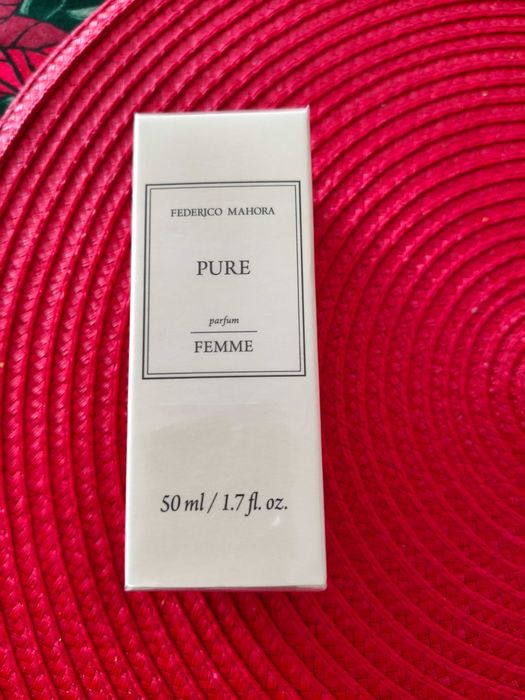 FEDERICO MAHORA
PURE
parfum
FEMME
50 ml / 1.7 fl. oz.